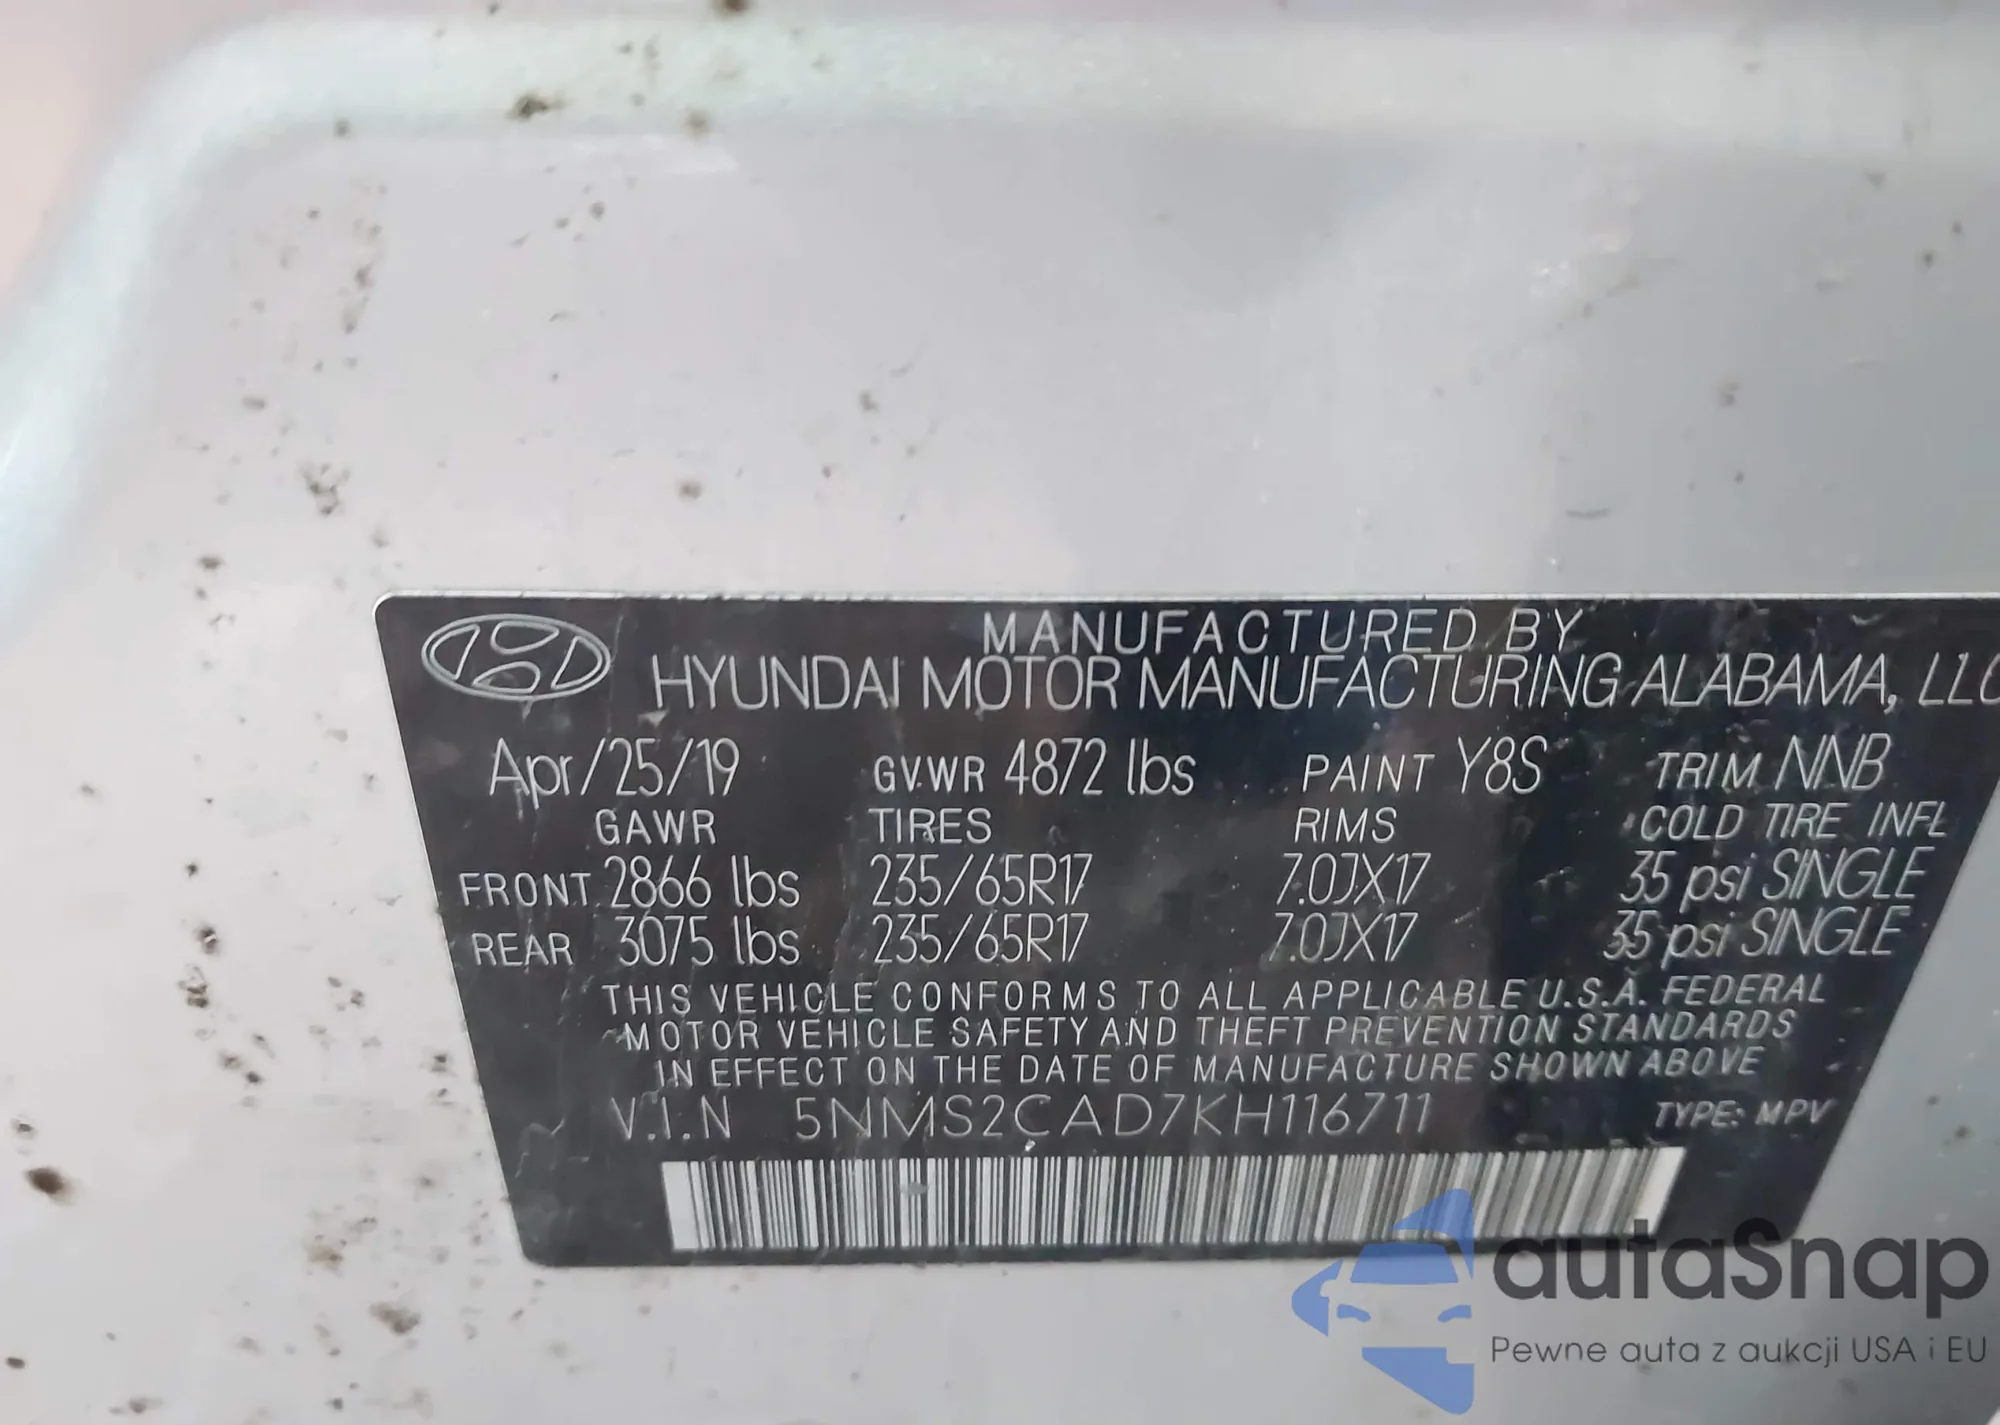 MANUFACTURED BY
HYUNDAI MOTOR MANUFACTURING ALABAMA, LLC
Apr/25/19 GVWR 4872 lbs PAINT Y8S TRIM NNB
GAWR TIRES RIMS COLD TIRE INFL
FRONT 2866 lbs 235/65R17 7.0JX17 35 psi SINGLE
REAR 3075 lbs 235/65R17 7.0JX17 35 psi SINGLE
THIS VEHICLE CONFORMS TO ALL APPLICABLE U.S.A. FEDERAL
MOTOR VEHICLE SAFETY AND THEFT PREVENTION STANDARDS
IN EFFECT ON THE DATE OF MANUFACTURE SHOWN ABOVE
V.I.N 5NMS2CAD7KH116711 TYPE: MPV
autaSnap
Pewne auta z aukcji USA i EU